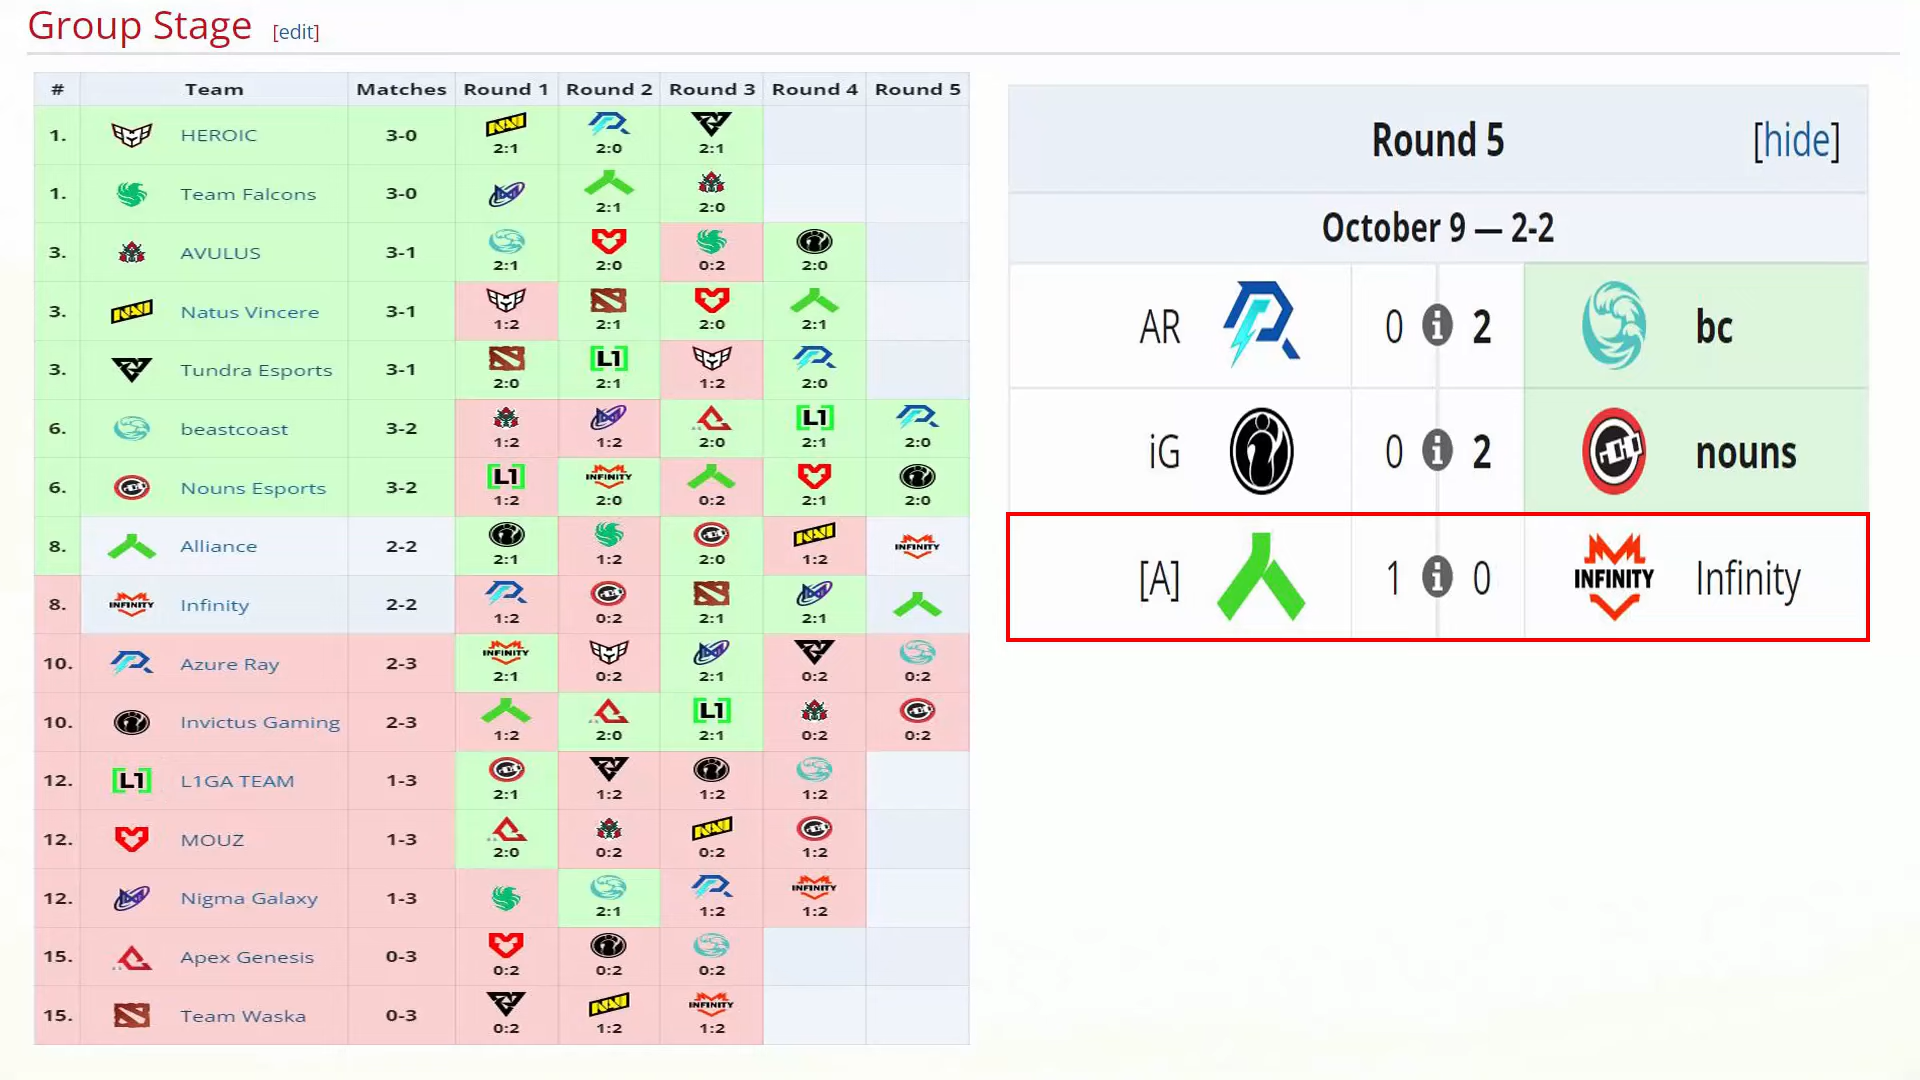 Group Stage [edit]
# Team Matches Round 1 Round 2 Round 3 Round 4 Round 5
1. HEROIC 3-0 2:1 2:0 2:1
1. Team Falcons 3-0 2:1 2:0
3. AVULUS 3-1 2:1 2:0 0:2 2:0
3. Natus Vincere 3-1 1:2 2:1 2:0 2:1
3. Tundra Esports 3-1 2:0 L1 2:1 1:2 2:0
6. beastcoast 3-2 1:2 1:2 2:0 L1 2:1 2:0
6. Nouns Esports 3-2 L1 1:2 INFINITY 2:0 0:2 2:1 2:0
8. Alliance 2-2 2:1 1:2 2:0 1:2 INFINITY
8. INFINITY Infinity 2-2 1:2 0:2 2:1 2:1
10. Azure Ray 2-3 INFINITY 2:1 0:2 2:1 0:2 0:2
10. Invictus Gaming 2-3 1:2 2:0 L1 2:1 0:2 0:2
12. L1 L1GA TEAM 1-3 2:1 1:2 1:2 1:2
12. MOUZ 1-3 2:0 0:2 0:2 1:2
12. Nigma Galaxy 1-3 2:1 1:2 INFINITY 1:2
15. Apex Genesis 0-3 0:2 0:2 0:2
15. Team Waska 0-3 0:2 1:2 INFINITY 1:2
Round 5 [hide]
October 9 — 2-2
AR 0 i 2 bc
iG 0 i 2 nouns
[A] 1 i 0 INFINITY Infinity